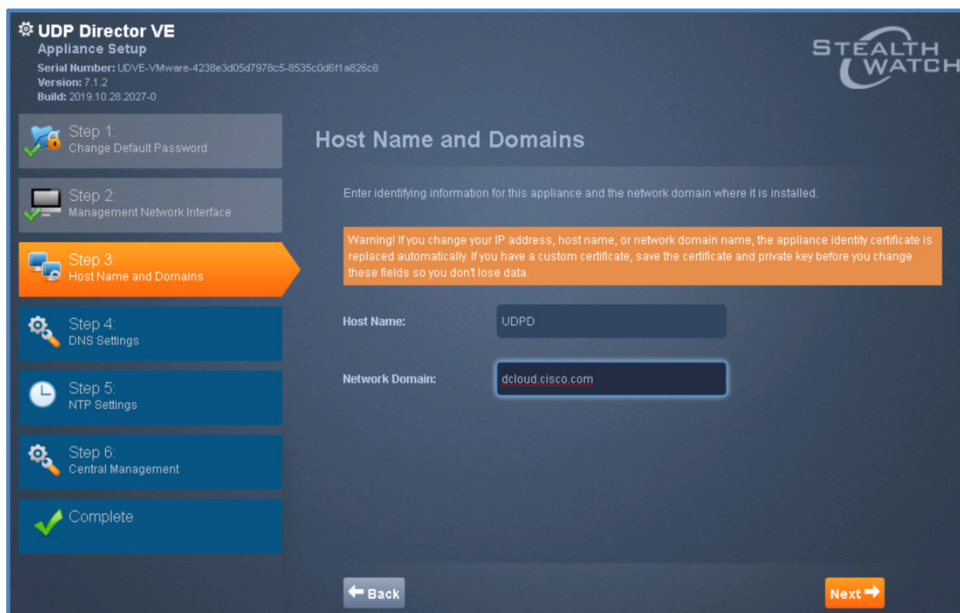 UDP Director VE
Appliance Setup
Serial Number: UDVE-VMware-4238e3d05d7978c5-8535c0d6f1a826c8
Version: 7.1.2
Build: 2019.10.28.2027-0
STEALTH
WATCH
Step 1:
Change Default Password
Step 2:
Management Network Interface
Step 3:
Host Name and Domains
Step 4:
DNS Settings
Step 5:
NTP Settings
Step 6:
Central Management
Complete
Host Name and Domains
Enter identifying information for this appliance and the network domain where it is installed.
Warning! If you change your IP address, host name, or network domain name, the appliance identity certificate is
replaced automatically. If you have a custom certificate, save the certificate and private key before you change
these fields so you don't lose data.
Host Name: UDPD
Network Domain: dcloud.cisco.com
Back
Next